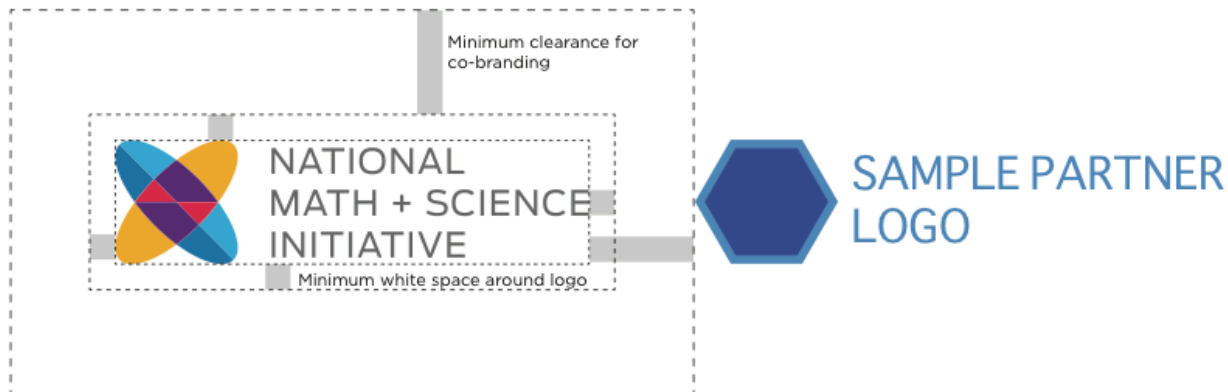 Minimum clearance for
co-branding
NATIONAL
MATH + SCIENCE
INITIATIVE
Minimum white space around logo
SAMPLE PARTNER
LOGO